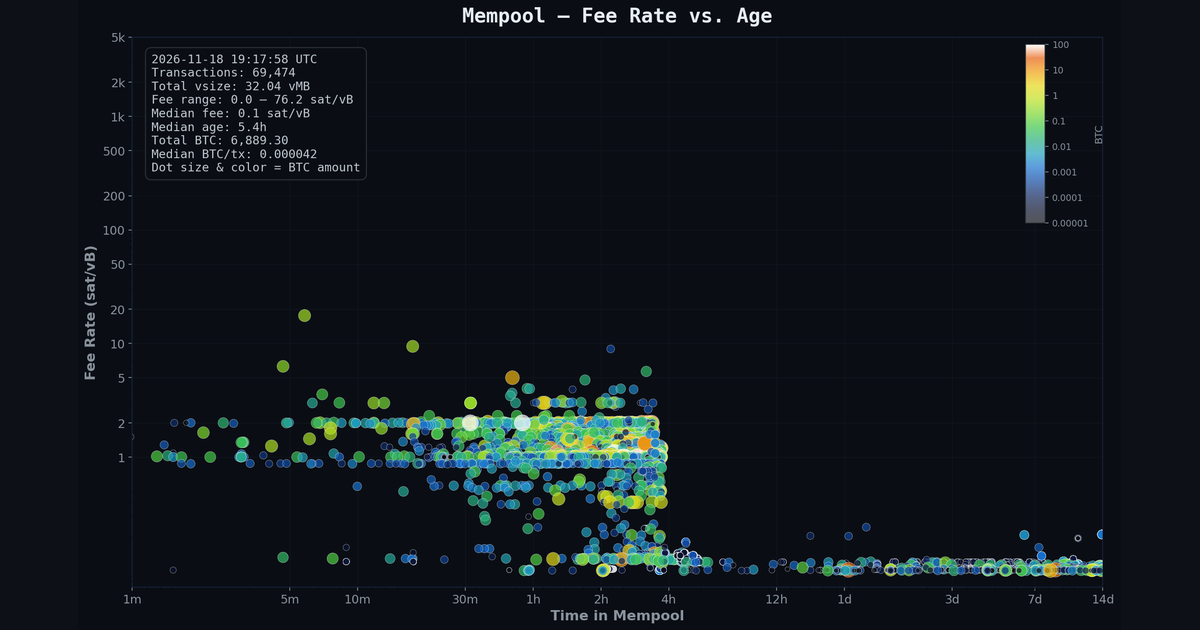 Mempool — Fee Rate vs. Age
2026-11-18 19:17:58 UTC
Transactions: 69,474
Total vsize: 32.04 vMB
Fee range: 0.0 — 76.2 sat/vB
Median fee: 0.1 sat/vB
Median age: 5.4h
Total BTC: 6,889.30
Median BTC/tx: 0.000042
Dot size & color = BTC amount
100
10
1
0.1
0.01
0.001
0.0001
0.00001
BTC
5k
2k
1k
500
200
100
50
20
10
5
2
1
Fee Rate (sat/vB)
1m 5m 10m 30m 1h 2h 4h 12h 1d 3d 7d 14d
Time in Mempool